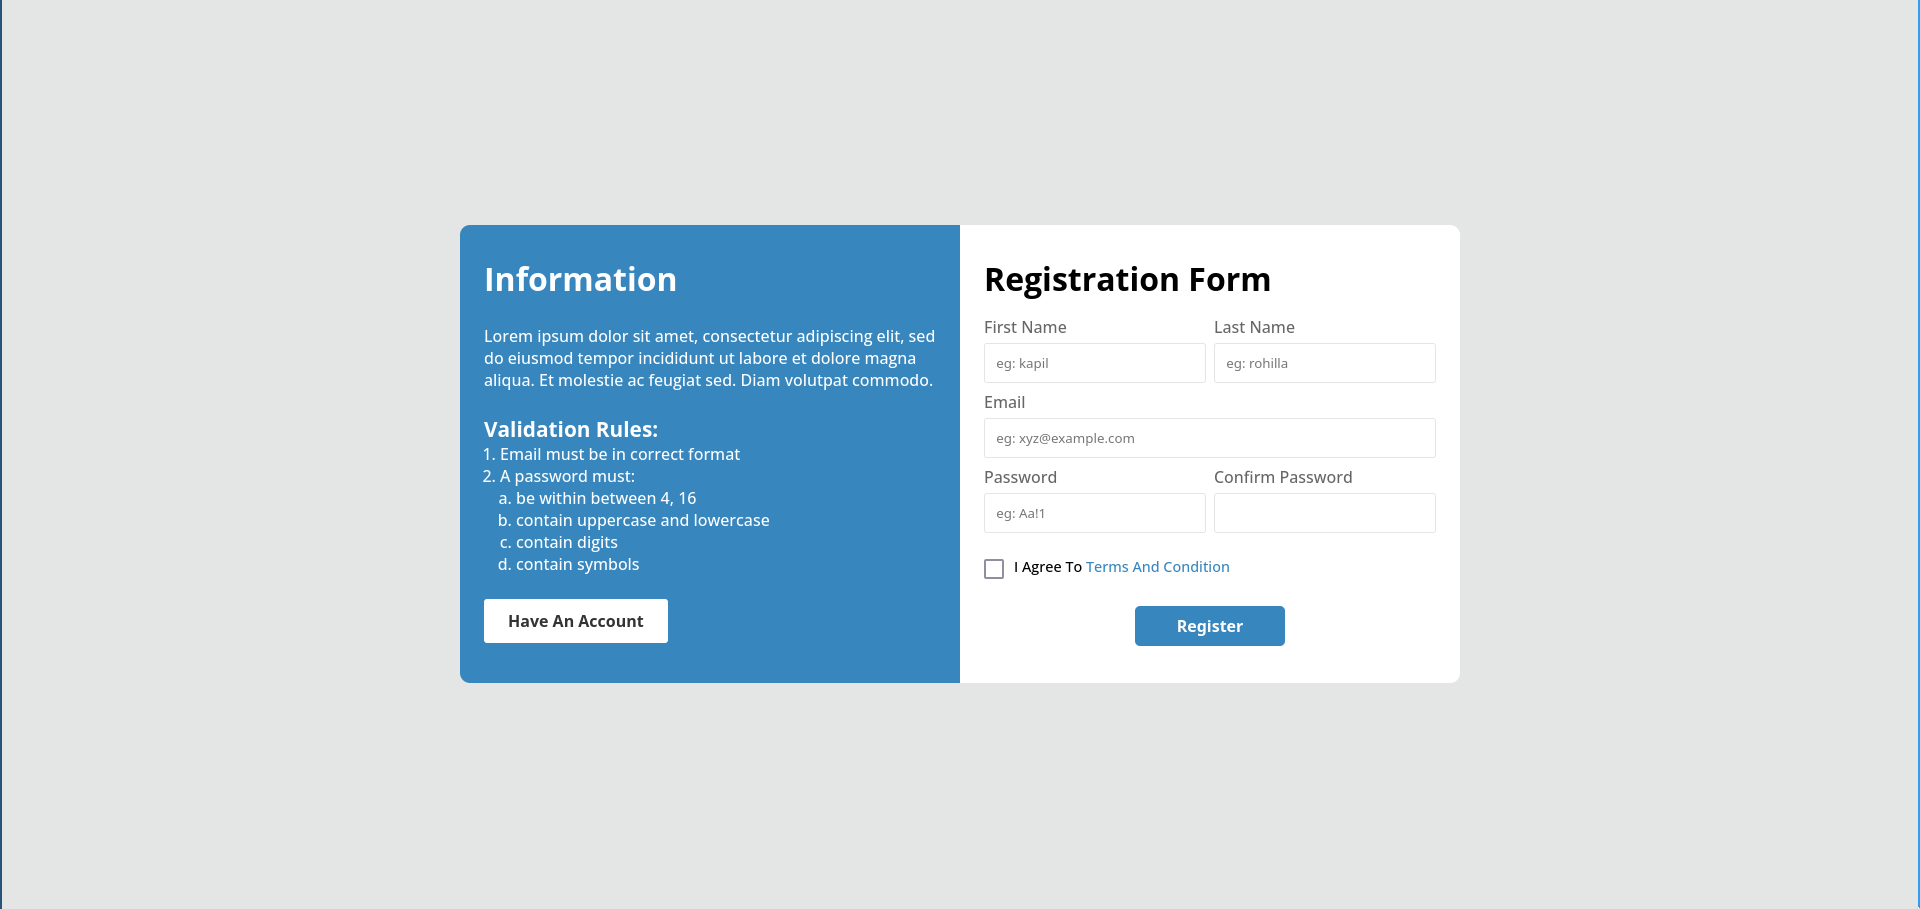 Information
Lorem ipsum dolor sit amet, consectetur adipiscing elit, sed
do eiusmod tempor incididunt ut labore et dolore magna
aliqua. Et molestie ac feugiat sed. Diam volutpat commodo.
Validation Rules:
1. Email must be in correct format
2. A password must:
a. be within between 4, 16
b. contain uppercase and lowercase
c. contain digits
d. contain symbols
Have An Account
Registration Form
First Name Last Name
eg: kapil eg: rohilla
Email
eg: xyz@example.com
Password Confirm Password
eg: Aa!1
I Agree To Terms And Condition
Register